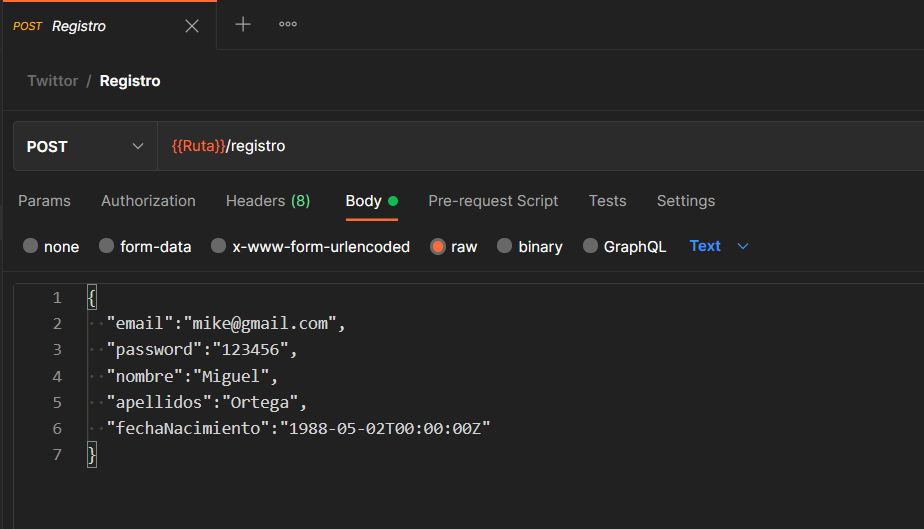 POST Registro
Twittor / Registro
POST {{Ruta}}/registro
Params Authorization Headers (8) Body Pre-request Script Tests Settings
none form-data x-www-form-urlencoded raw binary GraphQL Text
1 {
2 "email":"mike@gmail.com",
3 "password":"123456",
4 "nombre":"Miguel",
5 "apellidos":"Ortega",
6 "fechaNacimiento":"1988-05-02T00:00:00Z"
7 }